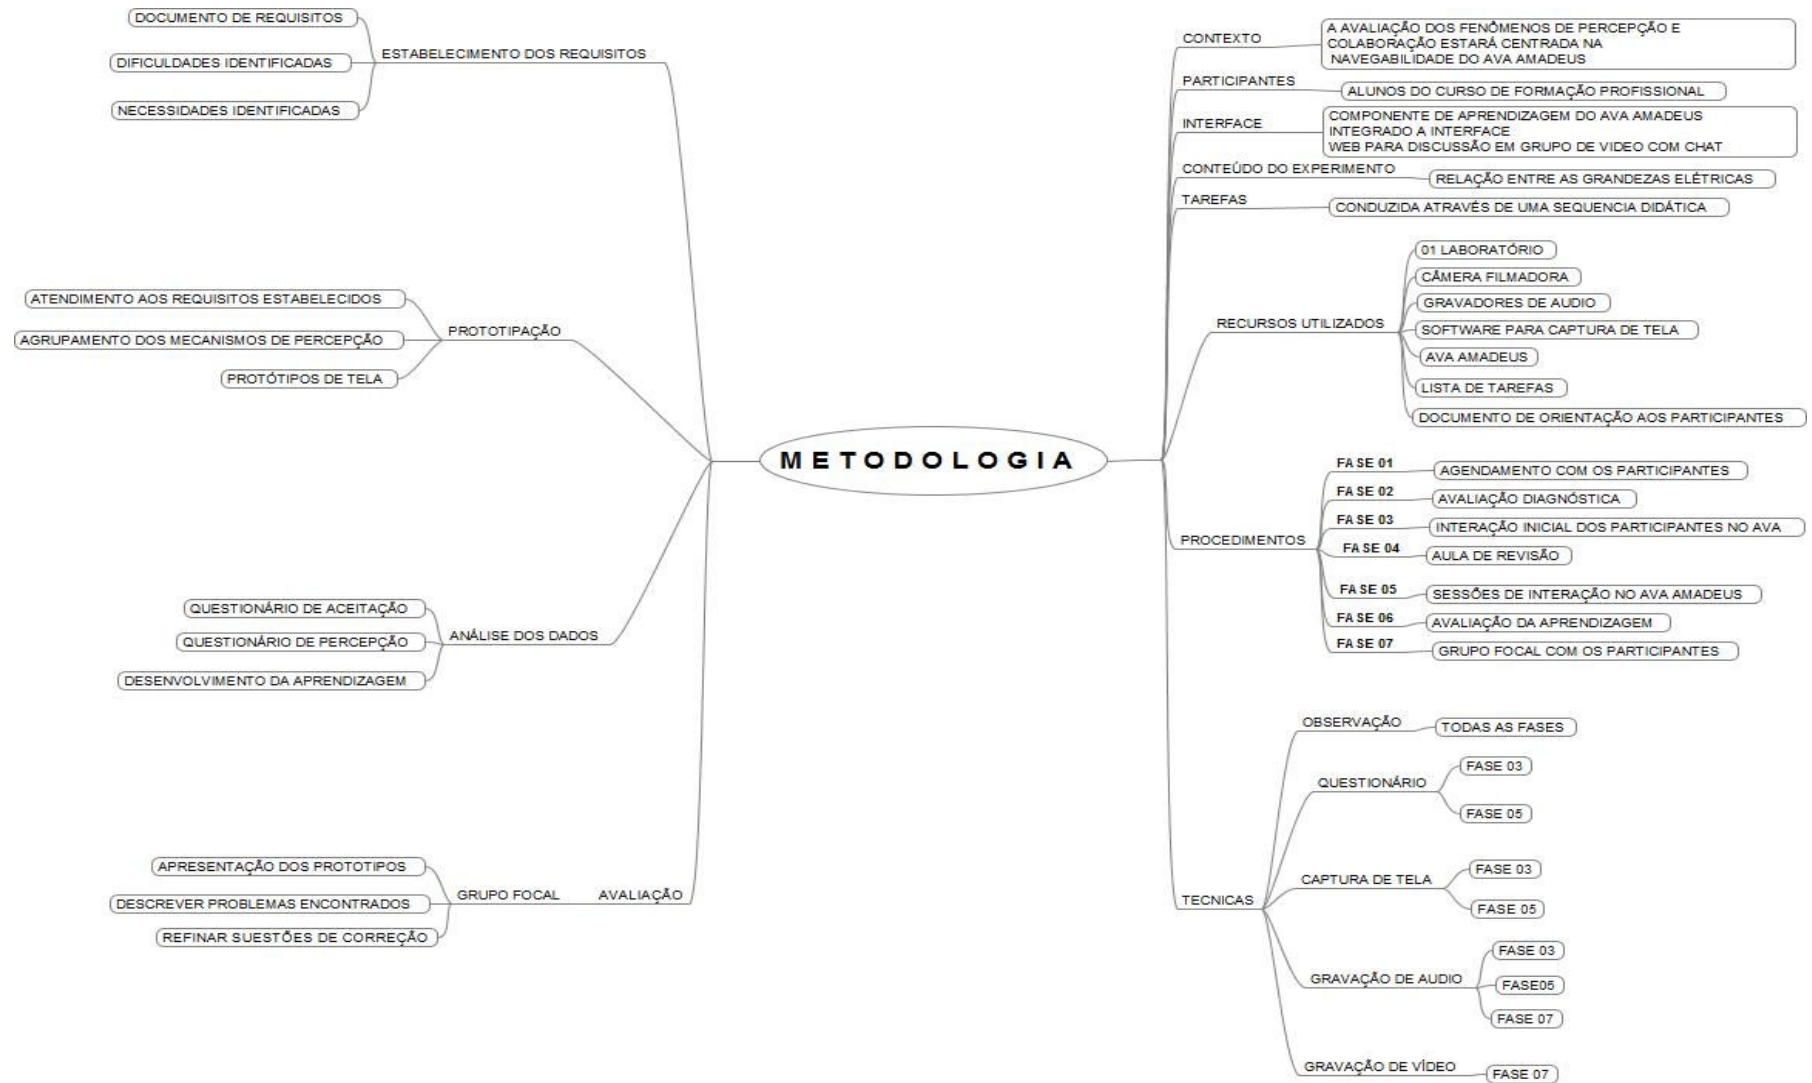 DOCUMENTO DE REQUISITOS
DIFICULDADES IDENTIFICADAS
NECESSIDADES IDENTIFICADAS
ESTABELECIMENTO DOS REQUISITOS
ATENDIMENTO AOS REQUISITOS ESTABELECIDOS
AGRUPAMENTO DOS MECANISMOS DE PERCEPÇÃO
PROTÓTIPOS DE TELA
PROTOTIPAÇÃO
QUESTIONÁRIO DE ACEITAÇÃO
QUESTIONÁRIO DE PERCEPÇÃO
DESENVOLVIMENTO DA APRENDIZAGEM
ANÁLISE DOS DADOS
APRESENTAÇÃO DOS PROTOTIPOS
DESCREVER PROBLEMAS ENCONTRADOS
REFINAR SUESTÕES DE CORREÇÃO
GRUPO FOCAL
AVALIAÇÃO
METODOLOGIA
CONTEXTO
A AVALIAÇÃO DOS FENÔMENOS DE PERCEPÇÃO E
COLABORAÇÃO ESTARÁ CENTRADA NA
NAVEGABILIDADE DO AVA AMADEUS
PARTICIPANTES
ALUNOS DO CURSO DE FORMAÇÃO PROFISSIONAL
INTERFACE
COMPONENTE DE APRENDIZAGEM DO AVA AMADEUS
INTEGRADO A INTERFACE
WEB PARA DISCUSSÃO EM GRUPO DE VIDEO COM CHAT
CONTEÚDO DO EXPERIMENTO
RELAÇÃO ENTRE AS GRANDEZAS ELÉTRICAS
TAREFAS
CONDUZIDA ATRAVÉS DE UMA SEQUENCIA DIDÁTICA
RECURSOS UTILIZADOS
01 LABORATÓRIO
CÂMERA FILMADORA
GRAVADORES DE AUDIO
SOFTWARE PARA CAPTURA DE TELA
AVA AMADEUS
LISTA DE TAREFAS
DOCUMENTO DE ORIENTAÇÃO AOS PARTICIPANTES
PROCEDIMENTOS
FASE 01
AGENDAMENTO COM OS PARTICIPANTES
FASE 02
AVALIAÇÃO DIAGNÓSTICA
FASE 03
INTERAÇÃO INICIAL DOS PARTICIPANTES NO AVA
FASE 04
AULA DE REVISÃO
FASE 05
SESSÕES DE INTERAÇÃO NO AVA AMADEUS
FASE 06
AVALIAÇÃO DA APRENDIZAGEM
FASE 07
GRUPO FOCAL COM OS PARTICIPANTES
TECNICAS
OBSERVAÇÃO
TODAS AS FASES
QUESTIONÁRIO
FASE 03
FASE 05
CAPTURA DE TELA
FASE 03
FASE 05
GRAVAÇÃO DE AUDIO
FASE 03
FASE05
FASE 07
GRAVAÇÃO DE VÍDEO
FASE 07